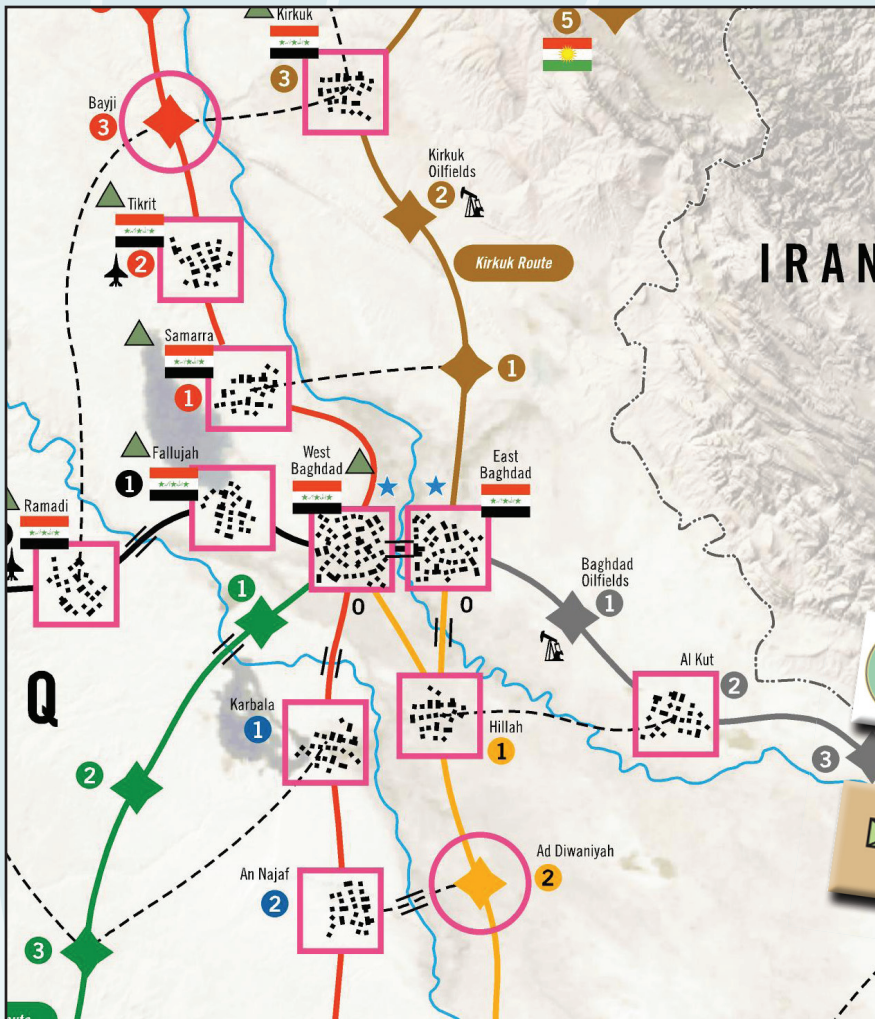 5
Kirkuk
3
Bayji
3
Kirkuk
Oilfields
2
Tikrit
2
Kirkuk Route
IRAN
Samarra
1
1
Fallujah
1
West
Baghdad
East
Baghdad
Ramadi
0
0
Baghdad
Oilfields
1
1
Al Kut
2
Q
Karbala
1
Hillah
1
3
2
Ad Diwaniyah
2
An Najaf
2
3